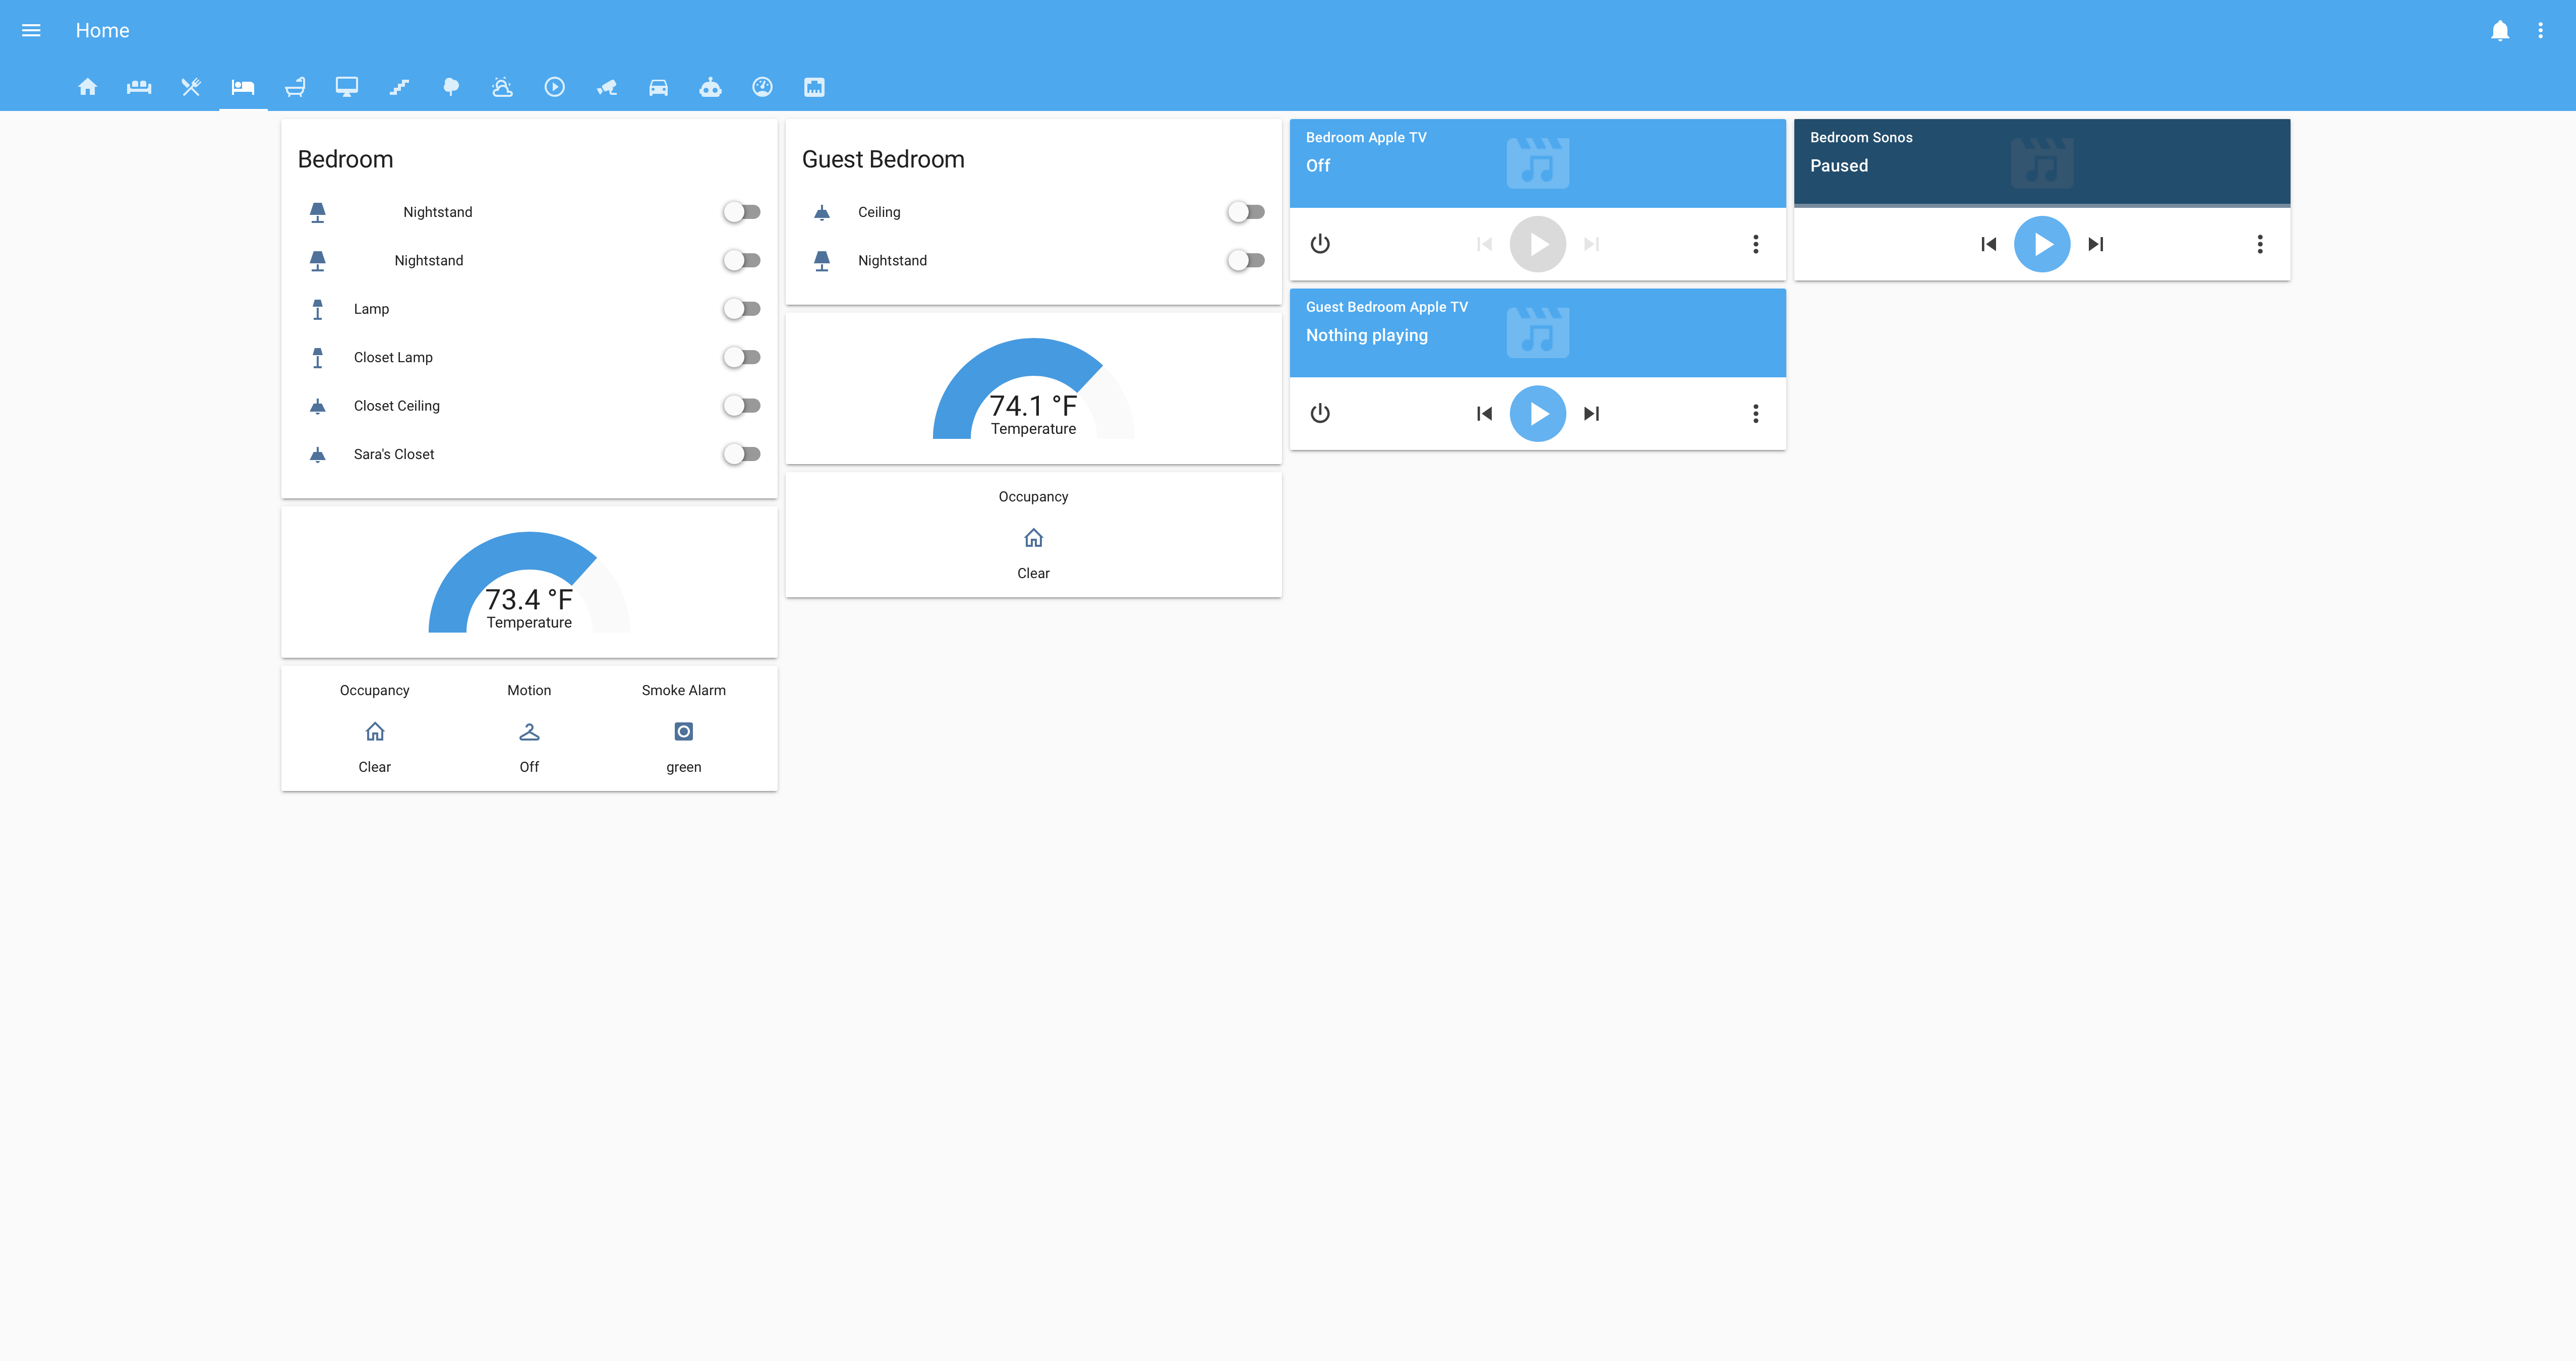 Home
Bedroom
Nightstand
Nightstand
Lamp
Closet Lamp
Closet Ceiling
Sara's Closet
73.4 °F
Temperature
Occupancy Motion Smoke Alarm
Clear Off green
Guest Bedroom
Ceiling
Nightstand
74.1 °F
Temperature
Occupancy
Clear
Bedroom Apple TV
Off
Guest Bedroom Apple TV
Nothing playing
Bedroom Sonos
Paused